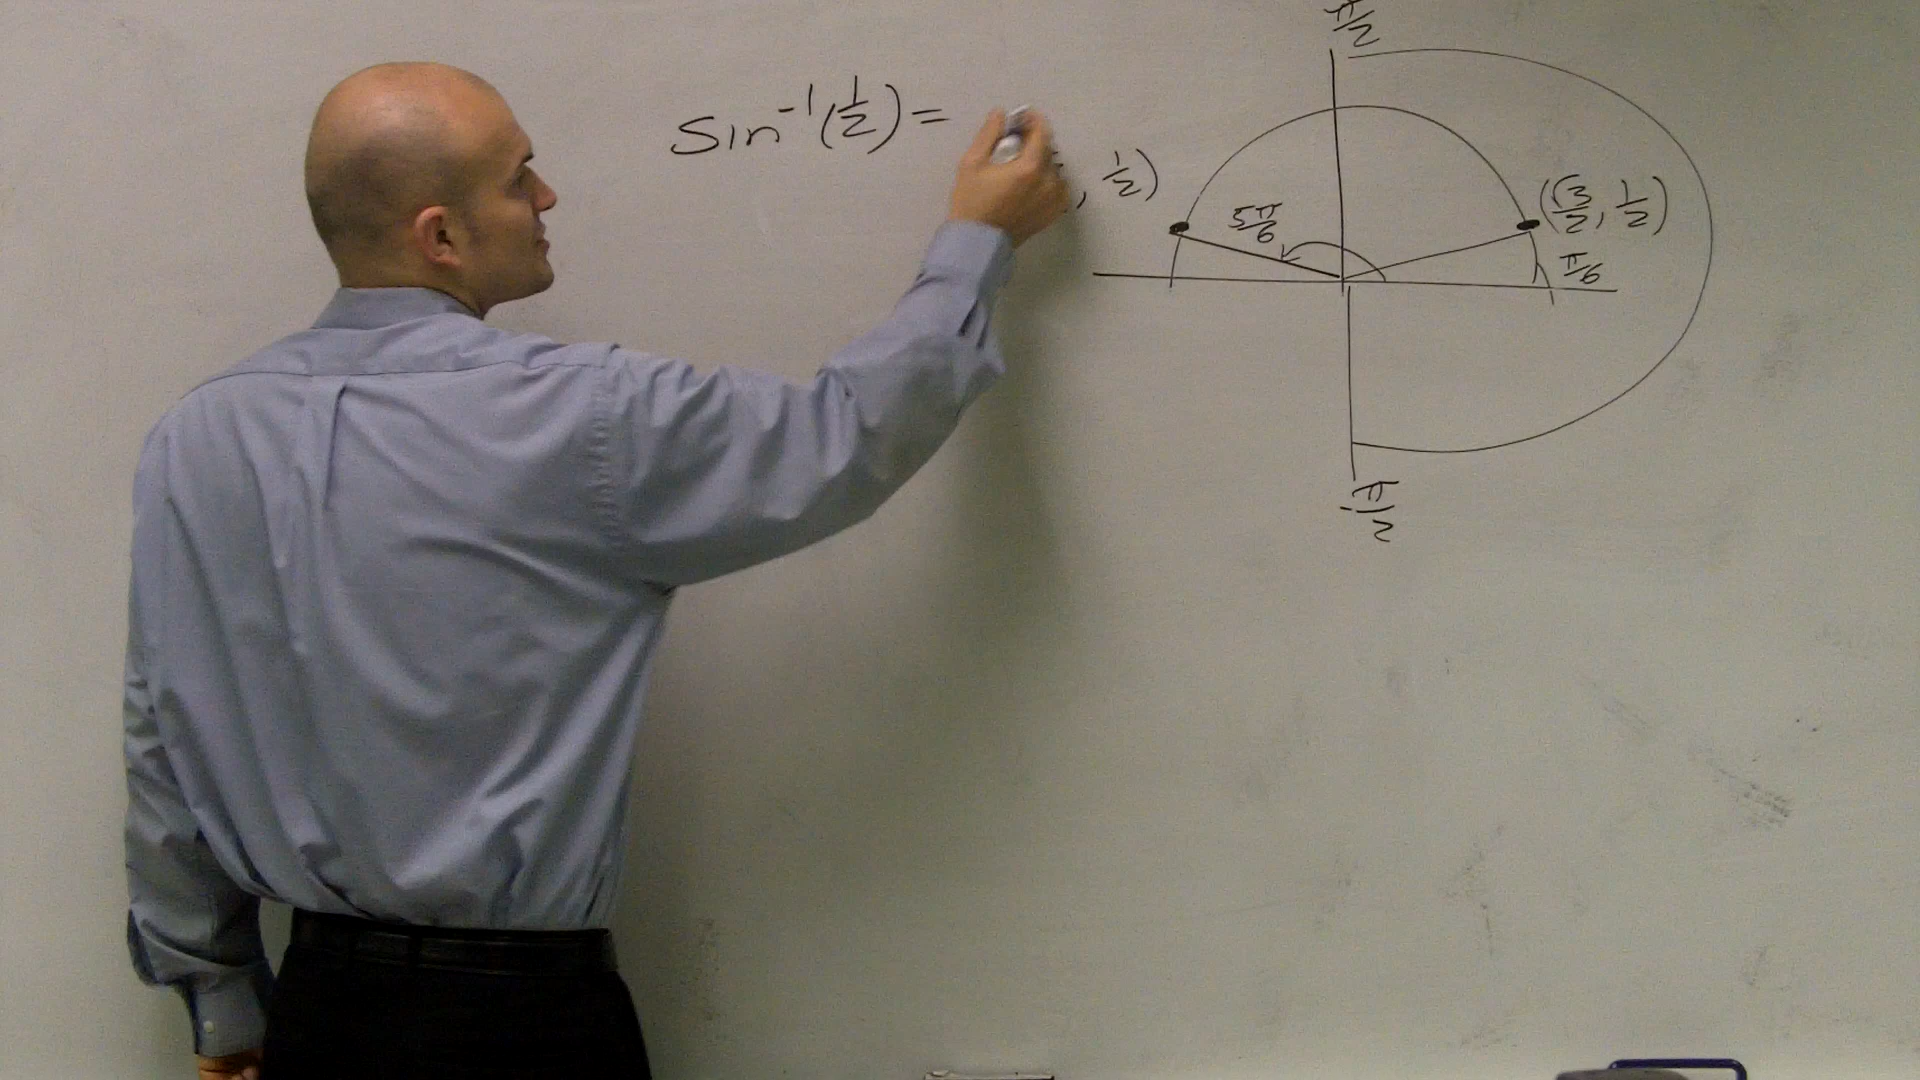 π/2
sin⁻¹(1/2) =
, 1/2)
(√3/2, 1/2)
5π/6
π/6
-π/2